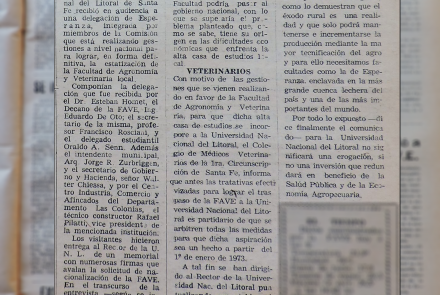 nal del Litoral de Santa
Fe recibió en audiencia a
una delegación de Espe-
ranza, integrada por
miembros de la Comisión
que está realizando ges-
tiones a nivel nacional pa-
ra lograr, en forma defi-
nitiva, la estatización de
la Facultad de Agronomía
y Veterinaria local.
Componían la delega-
ción que fue recibida por
el Dr. Esteban Homet, el
Decano de la FAVE, Ing.
Eduardo De Oto; el secre-
tario de la misma, profe-
sor Francisco Rosciani, y
el delegado estudiantil
Oraldo A. Senn. Además
el intendente municipal,
Arq. Jorge R. Zurbriggen,
y el secretario de Gobier-
no y Hacienda, señor W.J.
ter Chiessa, y por el Cen-
tro Industria, Comercio y
Afincados del Departa-
mento Las Colonias, el
técnico constructor Rafael
Pilatti, vice presidente de
la mencionada institución.
Los visitantes hicieron
entrega al Rector de la U.
N. L. de un memorial
con numerosas firmas que
avalan la solicitud de na-
cionalización de la FAVE.
En el transcurso de la
Facultad podría pasar al
gobierno nacional, con lo
que se superaría el pro-
blema planteado que, co-
mo se sabe, tiene su ori-
gen en las dificultades eco-
nómicas que enfrenta la
alta casa de estudios lo-
cal.
VETERINARIOS
Con motivo de las gestio-
nes que se vienen realizan-
do en favor de la Facultad
de Agronomía y Veterina
ria, para que dicha alta
casa de estudios se incor-
pore a la Universidad Na-
cional del Litoral, el Cole-
gio de Médicos Veterina-
rios de la 1ra. Circunscrip-
ción de Santa Fe, informa
que antes las tratativas efecti
vizadas para lograr el tras
paso de la FAVE a la Uni-
versidad Nacional del Lito-
ral es partidario de que se
arbitren todas las medidas
para que dicha aspiración
sea un hecho a partir del
1º de enero de 1973.
A tal fin se han dirigi-
do al Rector de la Univer-
sidad Nac. del Litoral pun
como lo demuestran que el
éxodo rural es una reali-
dad y que sólo podrá man-
tenerse e incrementarse la
producción mediante la ma
yor tecnificación del agro
y para ello necesitamos fa-
cultades como la de Espe-
ranza, enclavada en la más
grande cuenca lechera del
país y una de las más im-
portantes del mundo.
Por todo lo expuesto —di
ce finalmente el comunica
do— para la Universidad
Nacional del Litoral no sig
nificará una erogación, si
no una inversión que redun
dará en beneficio de la
Salud Pública y de la Eco-
nomía Agropecuaria.